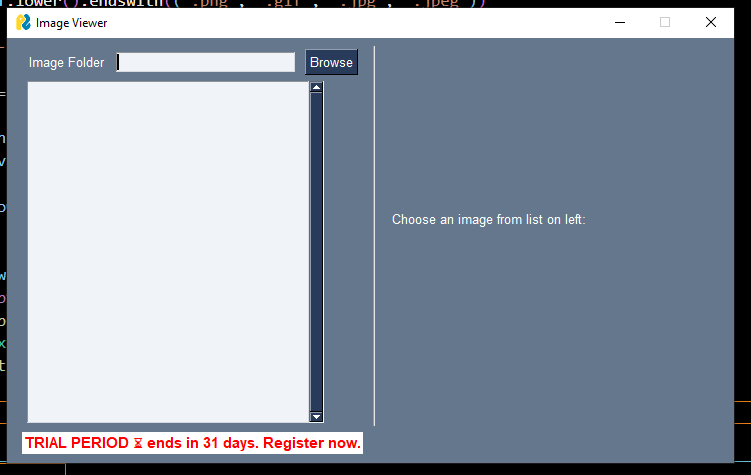 .lower().endswith((".png", ".gif", ".jpg", ".jpeg"))
Image Viewer
Image Folder
Browse
Choose an image from list on left:
TRIAL PERIOD ⌛ ends in 31 days. Register now.